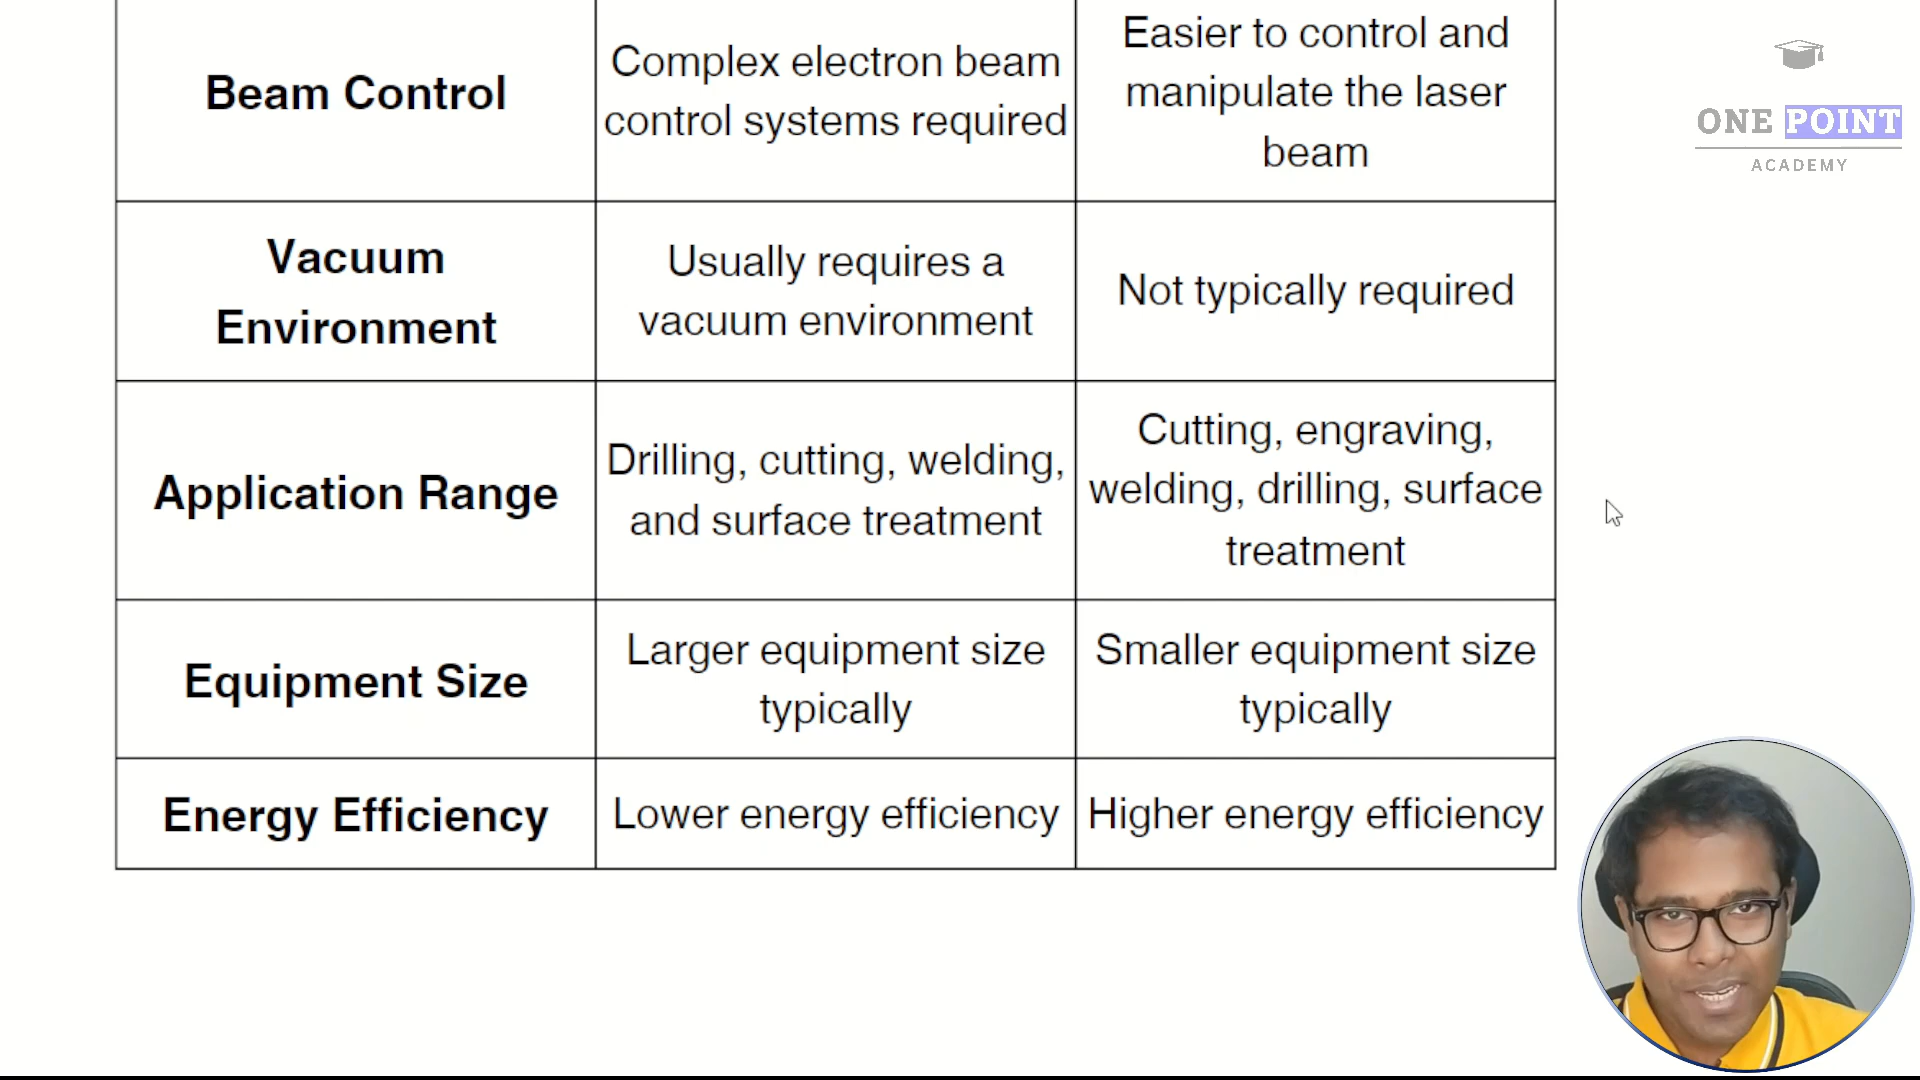 Beam Control
Complex electron beam
control systems required
Easier to control and
manipulate the laser
beam
Vacuum
Environment
Usually requires a
vacuum environment
Not typically required
Application Range
Drilling, cutting, welding,
and surface treatment
Cutting, engraving,
welding, drilling, surface
treatment
Equipment Size
Larger equipment size
typically
Smaller equipment size
typically
Energy Efficiency
Lower energy efficiency
Higher energy efficiency
ONE POINT
ACADEMY